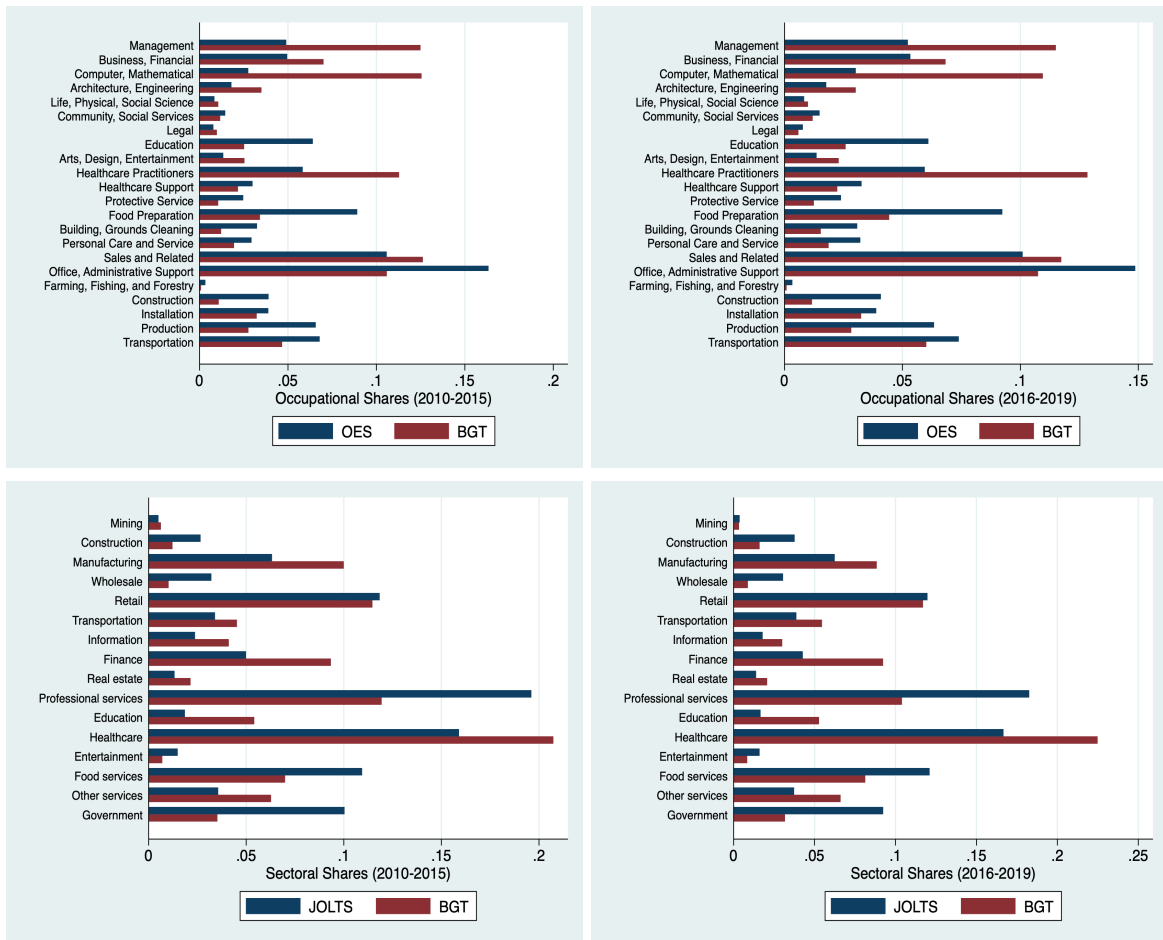 Management
Business, Financial
Computer, Mathematical
Architecture, Engineering
Life, Physical, Social Science
Community, Social Services
Legal
Education
Arts, Design, Entertainment
Healthcare Practitioners
Healthcare Support
Protective Service
Food Preparation
Building, Grounds Cleaning
Personal Care and Service
Sales and Related
Office, Administrative Support
Farming, Fishing, and Forestry
Construction
Installation
Production
Transportation
0 .05 .1 .15 .2
Occupational Shares (2010-2015)
OES BGT
Management
Business, Financial
Computer, Mathematical
Architecture, Engineering
Life, Physical, Social Science
Community, Social Services
Legal
Education
Arts, Design, Entertainment
Healthcare Practitioners
Healthcare Support
Protective Service
Food Preparation
Building, Grounds Cleaning
Personal Care and Service
Sales and Related
Office, Administrative Support
Farming, Fishing, and Forestry
Construction
Installation
Production
Transportation
0 .05 .1 .15
Occupational Shares (2016-2019)
OES BGT
Mining
Construction
Manufacturing
Wholesale
Retail
Transportation
Information
Finance
Real estate
Professional services
Education
Healthcare
Entertainment
Food services
Other services
Government
0 .05 .1 .15 .2
Sectoral Shares (2010-2015)
JOLTS BGT
Mining
Construction
Manufacturing
Wholesale
Retail
Transportation
Information
Finance
Real estate
Professional services
Education
Healthcare
Entertainment
Food services
Other services
Government
0 .05 .1 .15 .2 .25
Sectoral Shares (2016-2019)
JOLTS BGT